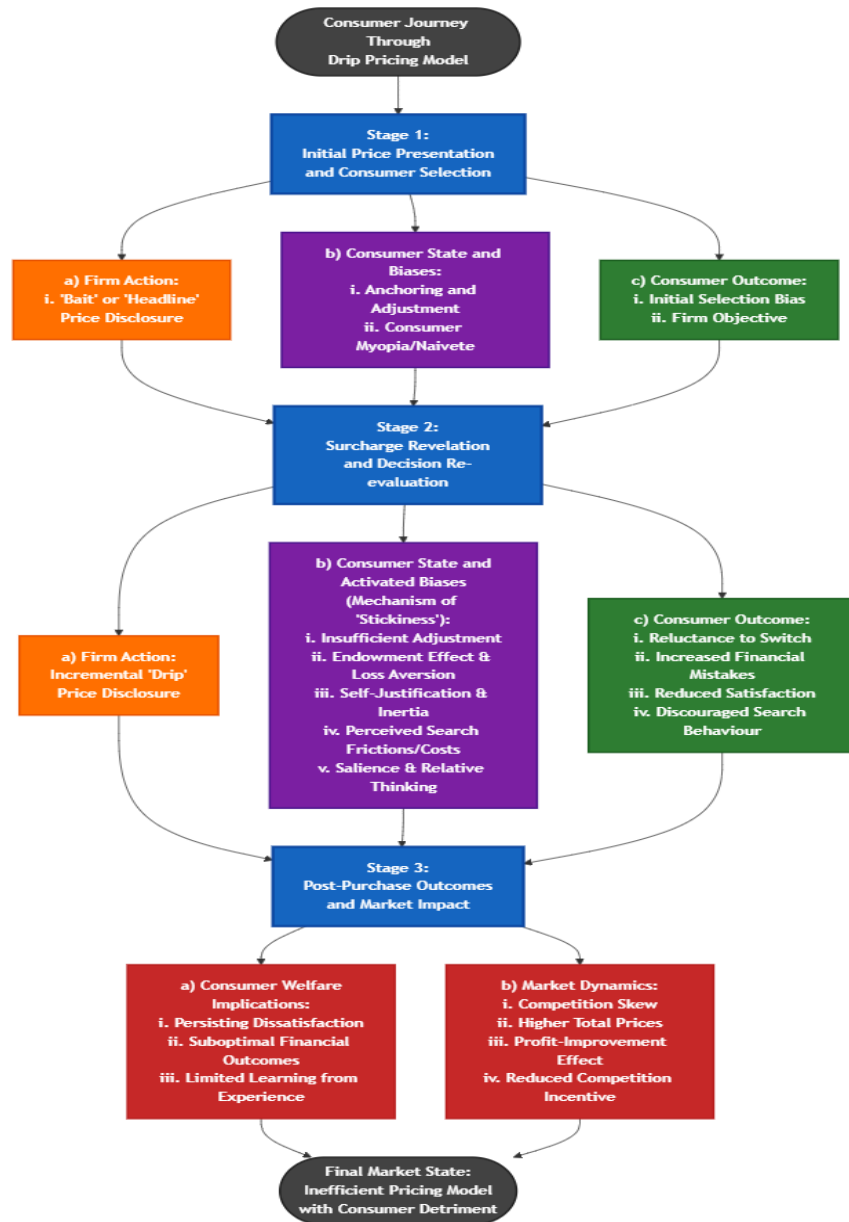 Consumer Journey
Through
Drip Pricing Model
Stage 1:
Initial Price Presentation
and Consumer Selection
a) Firm Action:
i. 'Bait' or 'Headline'
Price Disclosure
b) Consumer State and
Biases:
i. Anchoring and
Adjustment
ii. Consumer
Myopia/Naivete
c) Consumer Outcome:
i. Initial Selection Bias
ii. Firm Objective
Stage 2:
Surcharge Revelation
and Decision Re-
evaluation
a) Firm Action:
Incremental 'Drip'
Price Disclosure
b) Consumer State and
Activated Biases
(Mechanism of
'Stickiness'):
i. Insufficient Adjustment
ii. Endowment Effect &
Loss Aversion
iii. Self-Justification &
Inertia
iv. Perceived Search
Frictions/Costs
v. Salience & Relative
Thinking
c) Consumer Outcome:
i. Reluctance to Switch
ii. Increased Financial
Mistakes
iii. Reduced Satisfaction
iv. Discouraged Search
Behaviour
Stage 3:
Post-Purchase Outcomes
and Market Impact
a) Consumer Welfare
Implications:
i. Persisting Dissatisfaction
ii. Suboptimal Financial
Outcomes
iii. Limited Learning from
Experience
b) Market Dynamics:
i. Competition Skew
ii. Higher Total Prices
iii. Profit-Improvement
Effect
iv. Reduced Competition
Incentive
Final Market State:
Inefficient Pricing Model
with Consumer Detriment